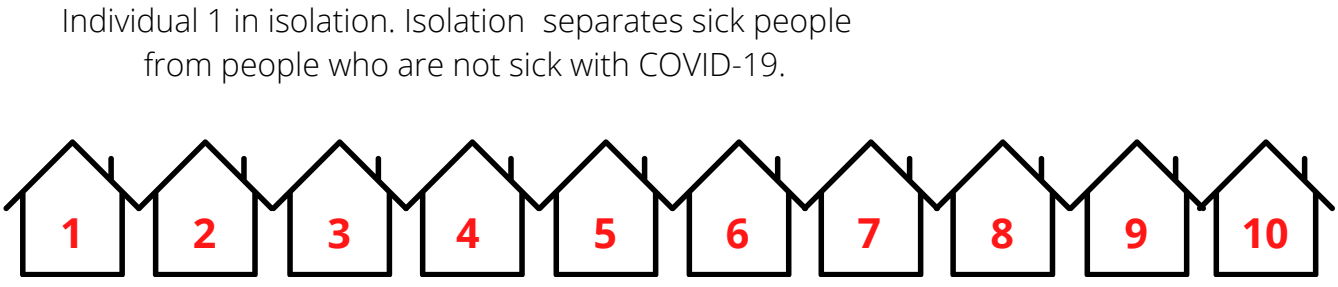 Individual 1 in isolation. Isolation separates sick people
from people who are not sick with COVID-19.
1 2 3 4 5 6 7 8 9 10